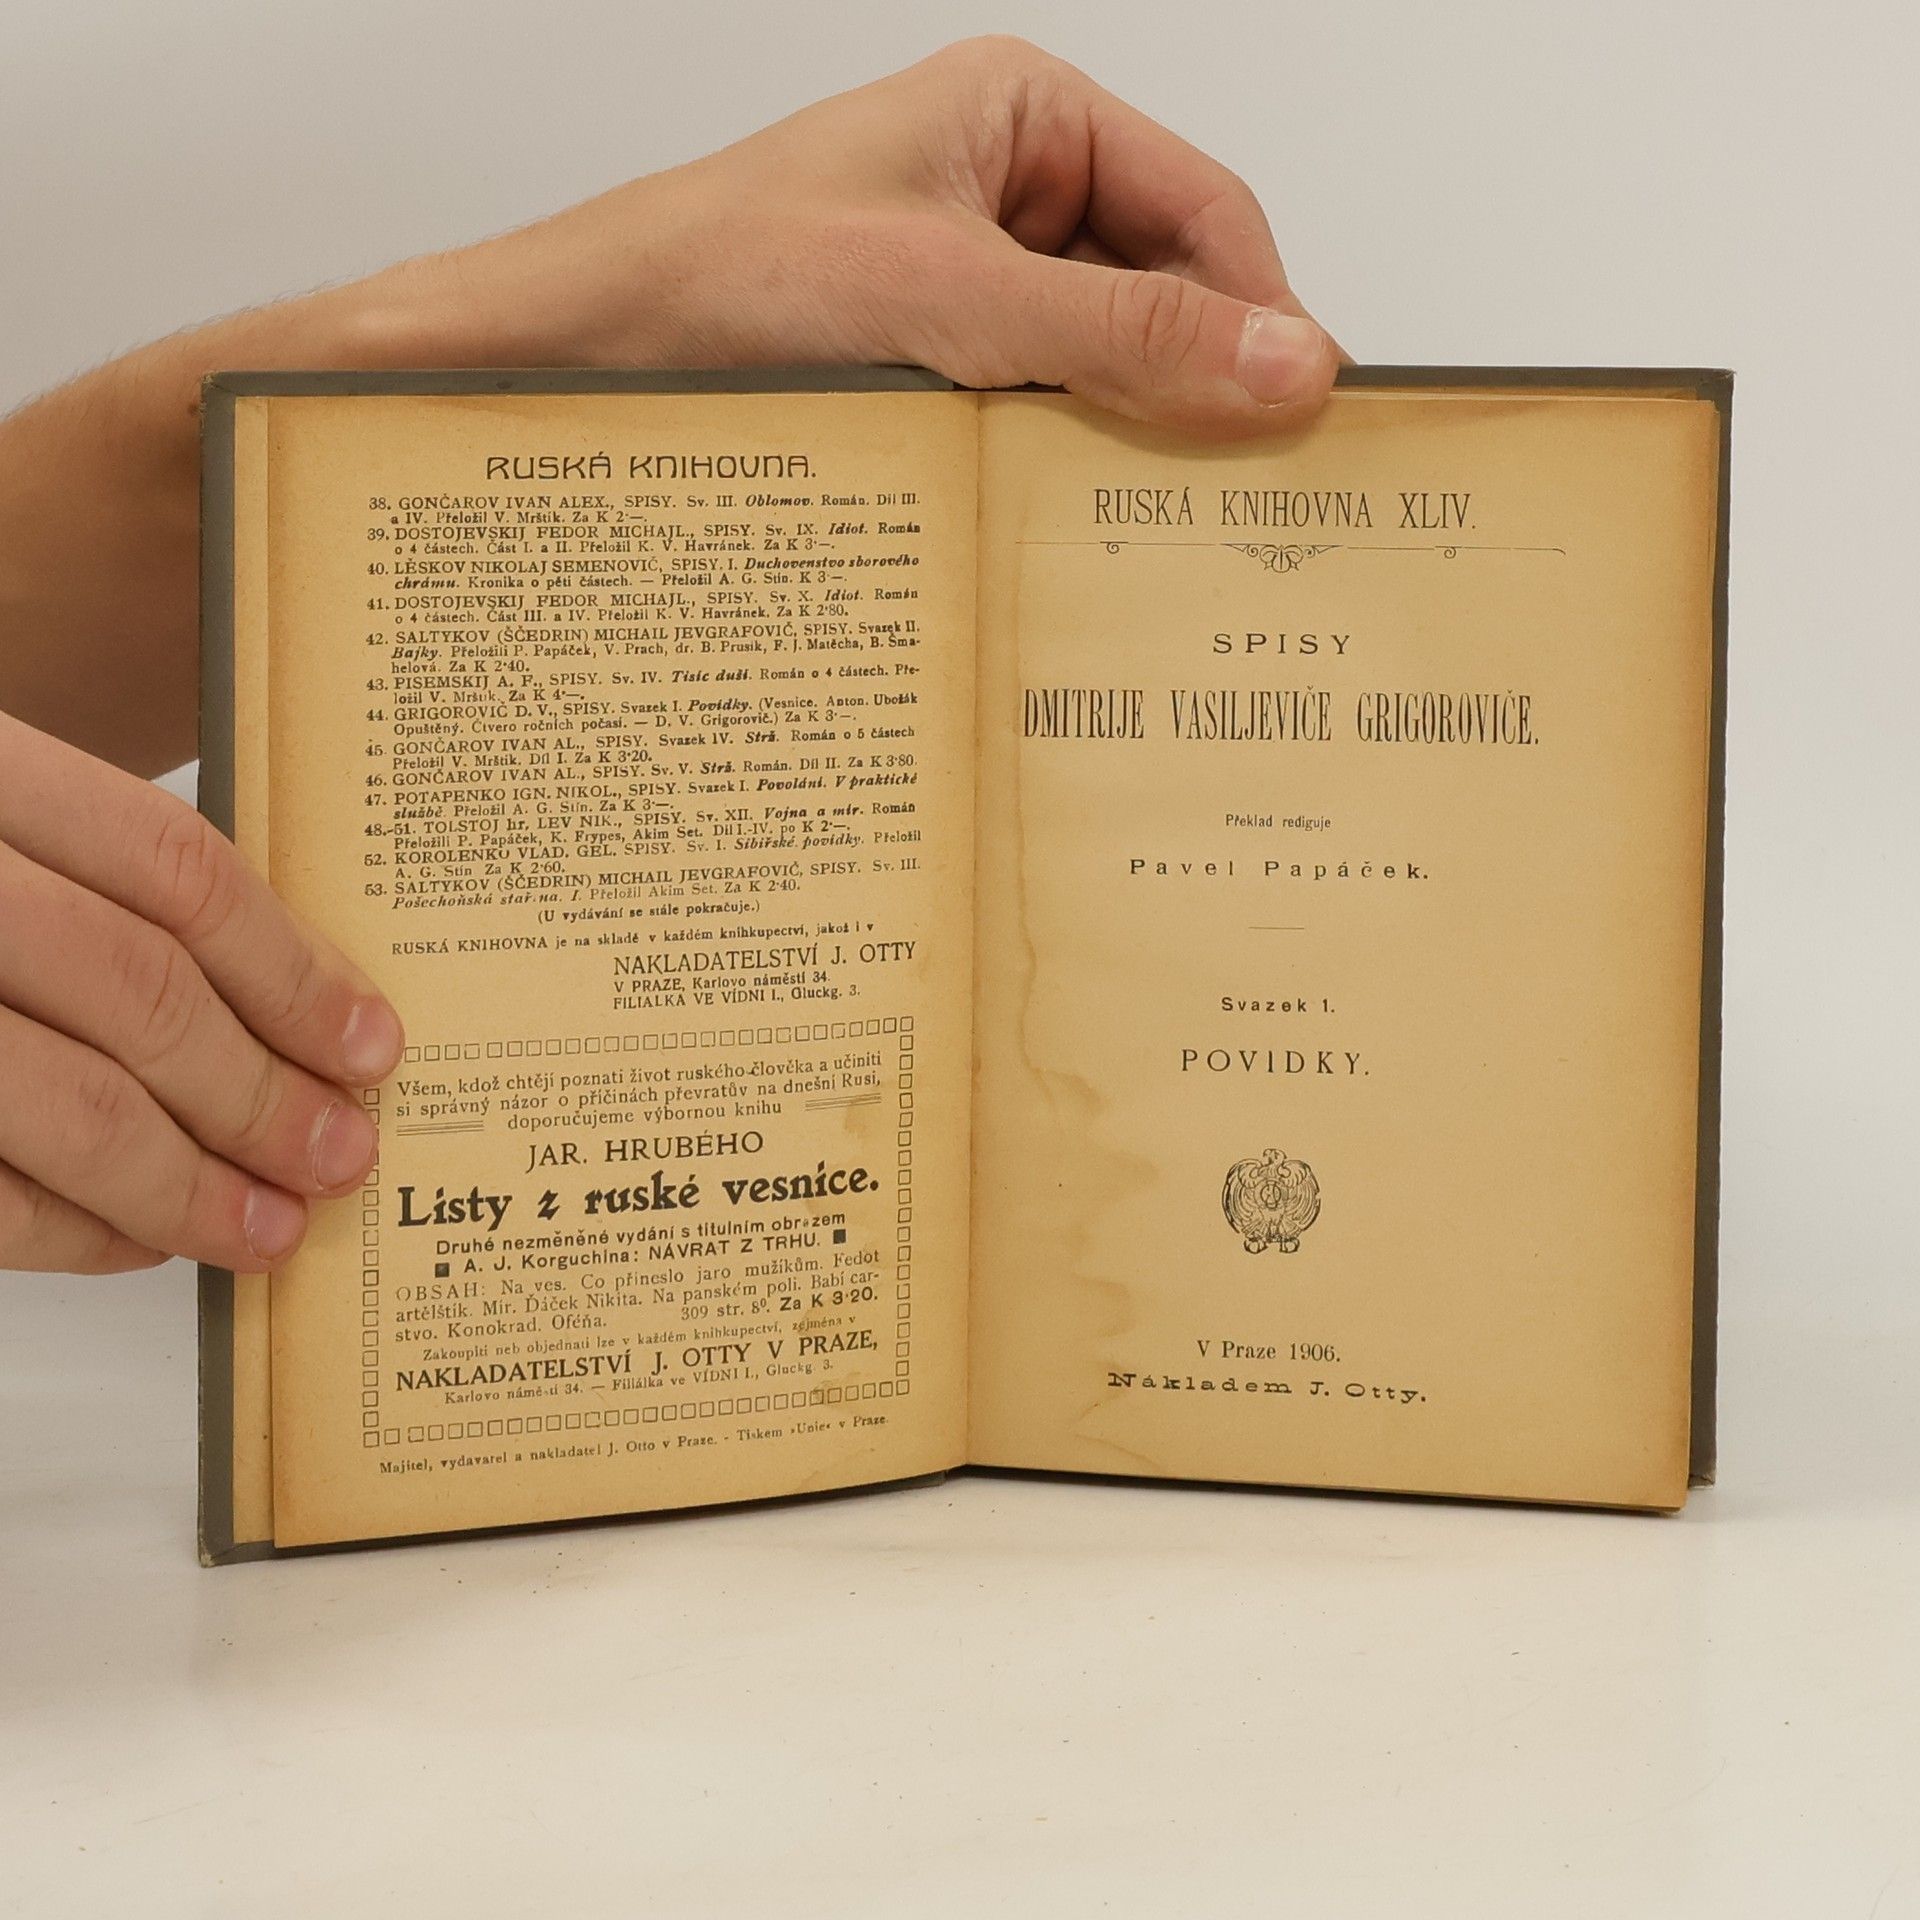 RUSKÁ KNIHOVNA.
38. GONČAROV IVAN ALEX., SPISY. Sv. III. Oblomov. Román. Díl III.
a IV. Přeložil V. Mrštík. Za K 2·—.
39. DOSTOJEVSKIJ FEDOR MICHAJL., SPISY. Sv. IX. Idiot. Román
o 4 částech. Část I. a II. Přeložil K. V. Havránek. Za K 3·—.
40. LĚSKOV NIKOLAJ SEMENOVIČ, SPISY. I. Duchovenstvo sborového
chrámu. Kronika o pěti částech. — Přeložil A. G. Stín. K 3·—.
41. DOSTOJEVSKIJ FEDOR MICHAJL., SPISY. Sv. X. Idiot. Román
o 4 částech. Část III. a IV. Přeložil K. V. Havránek. Za K 2·80.
42. SALTYKOV (ŠČEDRIN) MICHAIL JEVGRAFOVIČ, SPISY. Svazek II.
Bajky. Přeložili P. Papáček, V. Prach, dr. B. Prusík, F. J. Matěcha, B. Šma-
helová. Za K 2·40.
43. PISEMSKIJ A. F., SPISY. Sv. IV. Tisíc duší. Román o 4 částech. Pře-
ložil V. Mrštík. Za K 4·—.
44. GRIGOROVIČ D. V., SPISY. Svazek I. Povídky. (Vesnice. Anton. Ubožák
Opuštěný. Čtvero ročních počasí. — D. V. Grigorovič.) Za K 3·—.
45. GONČAROV IVAN AL., SPISY. Svazek IV. Strž. Román o 5 částech
Přeložil V. Mrštík. Díl I. Za K 3·20.
46. GONČAROV IVAN AL., SPISY. Sv. V. Strž. Román. Díl II. Za K 3·80.
47. POTAPENKO IGN. NIKOL., SPISY. Svazek I. Povolání. V praktické
službě. Přeložil A. G. Stín. Za K 3·—.
48.-51. TOLSTOJ hr. LEV NIK., SPISY. Sv. XII. Vojna a mír. Román
Přeložili P. Papáček, K. Frypes, Akim Set. Díl I.-IV. po K 2·—.
52. KOROLENKO VLAD. GEL. SPISY. Sv. I. Sibiřské povídky. Přeložil
A. G. Stín Za K 2·60.
53. SALTYKOV (ŠČEDRIN) MICHAIL JEVGRAFOVIČ, SPISY. Sv. III.
Pošechoňská stařina. I. Přeložil Akim Set. Za K 2·40.
(U vydávání se stále pokračuje.)
RUSKÁ KNIHOVNA je na skladě v každém knihkupectví, jakož i v
NAKLADATELSTVÍ J. OTTY
V PRAZE, Karlovo náměstí 34.
FILIALKA VE VÍDNI I., Gluckg. 3.
Všem, kdož chtějí poznati život ruského člověka a učiniti
si správný názor o příčinách převratův na dnešní Rusi,
doporučujeme výbornou knihu
JAR. HRUBÉHO
Listy z ruské vesnice.
Druhé nezměněné vydání s titulním obrazem
A. J. Korguchina: NÁVRAT Z TRHU.
OBSAH: Na ves. Co přineslo jaro mužíkům. Fedot
artělštík. Mir. Ďáček Nikita. Na panském poli. Babí car-
stvo. Konokrad. Oféňa. 309 str. 8⁰. Za K 3·20.
Zakoupiti neb objednati lze v každém knihkupectví, zejména v
NAKLADATELSTVÍ J. OTTY V PRAZE,
Karlovo náměstí 34. — Filiálka ve VÍDNI I., Gluckg. 3.
Majitel, vydavatel a nakladatel J. Otto v Praze. - Tiskem »Unie« v Praze.
RUSKÁ KNIHOVNA XLIV.
SPISY
DMITRIJE VASILJEVIČE GRIGOROVIČE.
Překlad rediguje
Pavel Papáček.
Svazek 1.
POVIDKY.
V Praze 1906.
Nákladem J. Otty.